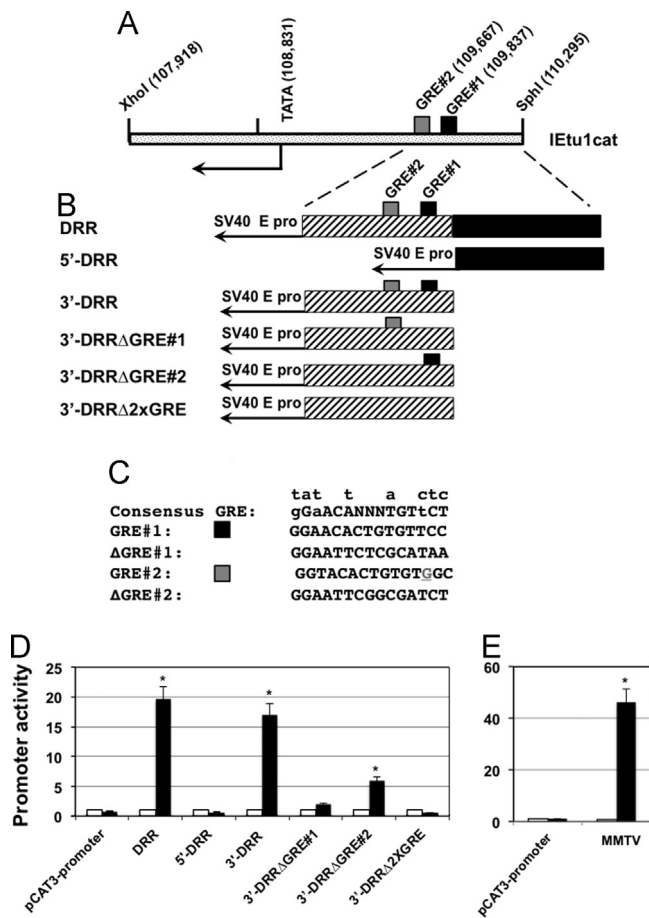 A
XhoI (107,918)
TATA (108,831)
GRE#2 (109,667)
GRE#1 (109,837)
SphI (110,295)
IEtu1cat
B
GRE#2
GRE#1
DRR
SV40 E pro
5'-DRR
SV40 E pro
3'-DRR
SV40 E pro
3'-DRRΔGRE#1
SV40 E pro
3'-DRRΔGRE#2
SV40 E pro
3'-DRRΔ2xGRE
SV40 E pro
C
tat t a ctc
Consensus GRE: gGaACANNNTGTtCT
GRE#1: GGAACACTGTGTTCC
ΔGRE#1: GGAATTCTCGCATAA
GRE#2: GGTACACTGTGTGGC
ΔGRE#2: GGAATTCGGCGATCT
D
Promoter activity
25
20
15
10
5
0
* * *
pCAT3-promoter
DRR
5'-DRR
3'-DRR
3'-DRRΔGRE#1
3'-DRRΔGRE#2
3'-DRRΔ2XGRE
E
60
40
20
0
*
pCAT3-promoter
MMTV